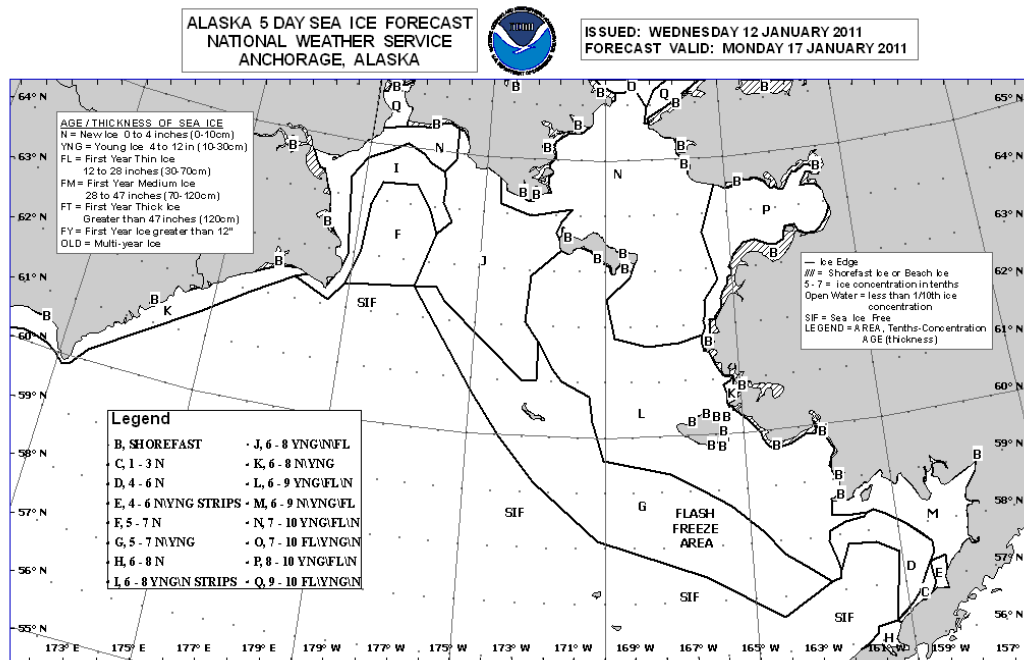 ALASKA 5 DAY SEA ICE FORECAST
NATIONAL WEATHER SERVICE
ANCHORAGE, ALASKA
ISSUED: WEDNESDAY 12 JANUARY 2011
FORECAST VALID: MONDAY 17 JANUARY 2011
64° N
63° N
62° N
61° N
60° N
59° N
58° N
57° N
56° N
55° N
AGE / THICKNESS OF SEA ICE
N = New Ice 0 to 4 inches (0-10cm)
YNG = Young Ice 4 to 12 in (10-30cm)
FL = First Year Thin Ice
12 to 28 inches (30-70cm)
FM = First Year Medium Ice
28 to 47 inches (70-120cm)
FT = First Year Thick Ice
Greater than 47 inches (120cm)
FY = First Year Ice greater than 12"
OLD = Multi-year Ice
65° N
64° N
63° N
62° N
61° N
60° N
59° N
58° N
57° N
56° N
— Ice Edge
/// = Shorefast Ice or Beach Ice
5 - 7 = ice concentration in tenths
Open Water = less than 1/10th ice
concentration
SIF = Sea Ice Free
LEGEND = AREA, Tenths-Concentration
AGE (thickness)
Q
B
B
N
I
F
J
K
B
B
B
B
B
SIF
B
B
B
D
Q
B
B
B
N
B
B
B
B
P
B
B
B
B
B
B
B
B
K
B
L
B
B
B
B
B
B
B
B
B
B
B
G
FLASH
FREEZE
AREA
M
D
E
C
H
SIF
SIF
SIF
Legend
B, SHOREFAST
C, 1 - 3 N
D, 4 - 6 N
E, 4 - 6 N\YNG STRIPS
F, 5 - 7 N
G, 5 - 7 N\YNG
H, 6 - 8 N
I, 6 - 8 YNG\N STRIPS
J, 6 - 8 YNG\N\FL
K, 6 - 8 N\YNG
L, 6 - 9 YNG\FL\N
M, 6 - 9 N\YNG\FL
N, 7 - 10 YNG\FL\N
O, 7 - 10 FL\YNG\N
P, 8 - 10 YNG\FL\N
Q, 9 - 10 FL\YNG\N
173° E
175° E
177° E
179° E
179° W
177° W
175° W
173° W
171° W
169° W
167° W
165° W
163° W
161° W
159° W
157°